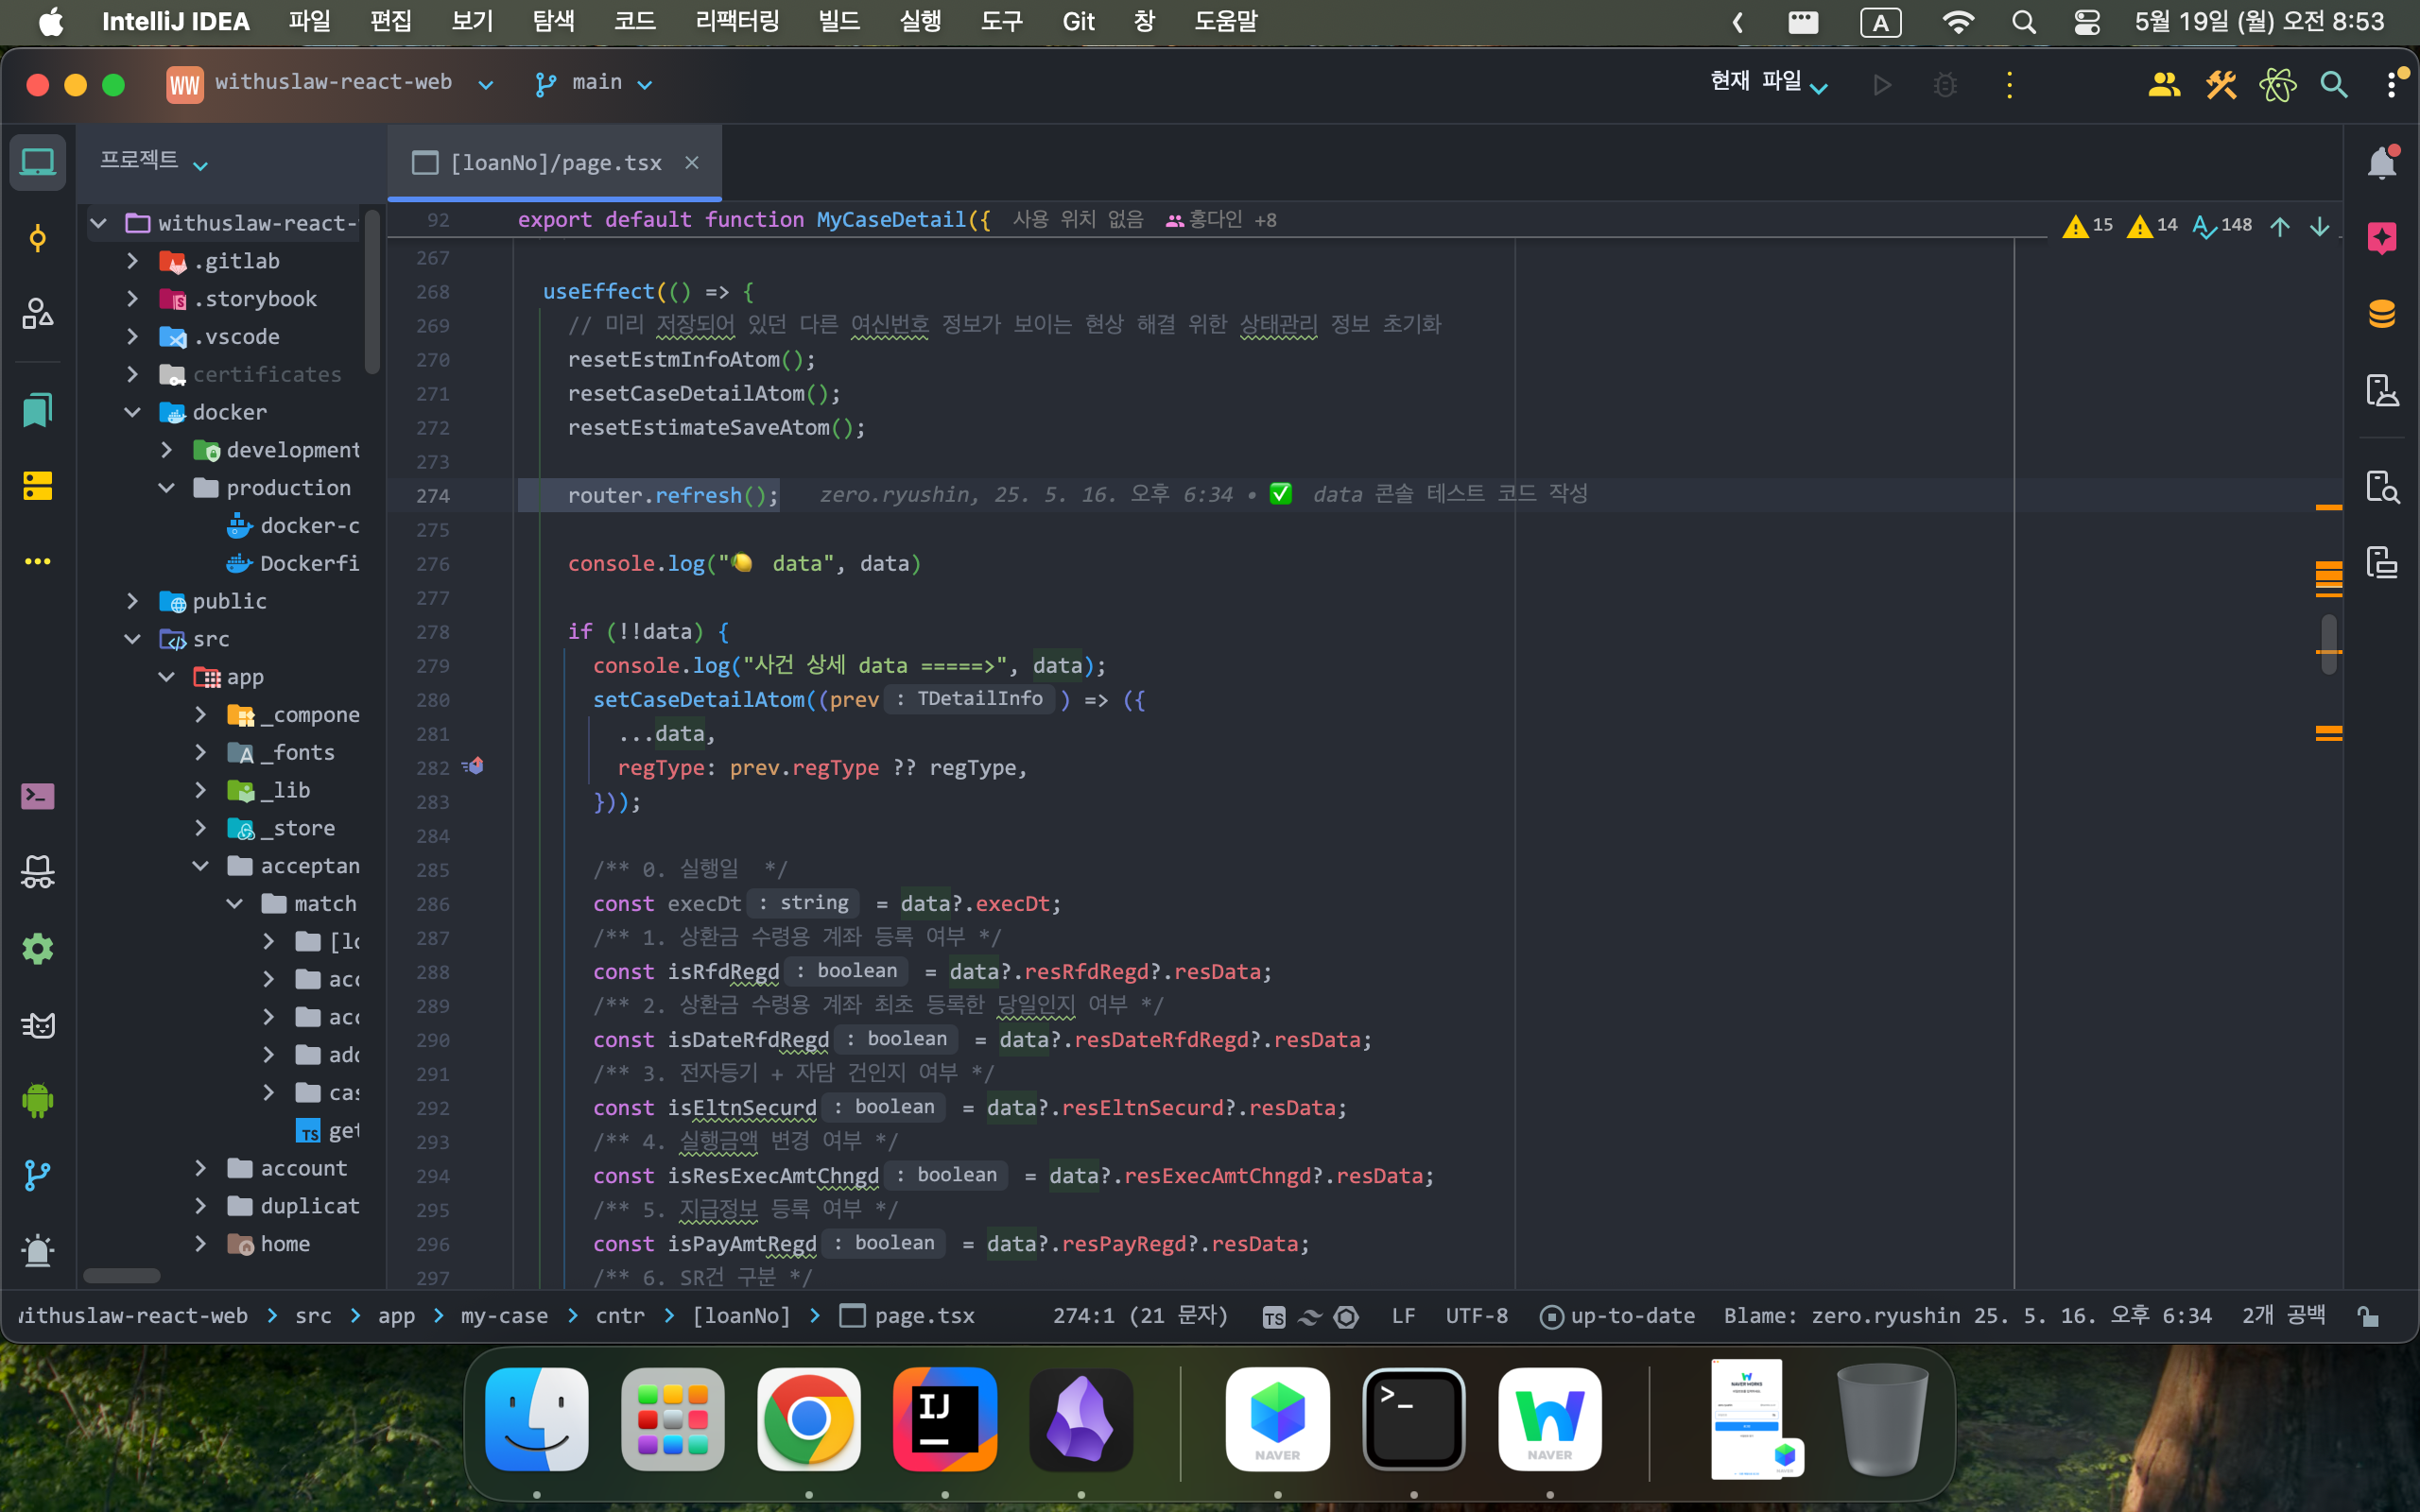 IntelliJ IDEA 파일 편집 보기 탐색 코드 리팩터링 빌드 실행 도구 Git 창 도움말 A 5월 19일 (월) 오전 8:53
WW withuslaw-react-web main 현재 파일
프로젝트 [loanNo]/page.tsx
withuslaw-react-
.gitlab
.storybook
.vscode
certificates
docker
development
production
docker-c
Dockerfi
public
src
app
_compone
_fonts
_lib
_store
acceptan
match
[lo
acc
acc
add
cas
TS get
account
duplicat
home
92 export default function MyCaseDetail({ 사용 위치 없음 홍다인 +8 15 14 148
267
268 useEffect(() => {
269 // 미리 저장되어 있던 다른 여신번호 정보가 보이는 현상 해결 위한 상태관리 정보 초기화
270 resetEstmInfoAtom();
271 resetCaseDetailAtom();
272 resetEstimateSaveAtom();
273
274 router.refresh(); zero.ryushin, 25. 5. 16. 오후 6:34 • ✅ data 콘솔 테스트 코드 작성
275
276 console.log("🍋 data", data)
277
278 if (!!data) {
279 console.log("사건 상세 data =====>", data);
280 setCaseDetailAtom((prev : TDetailInfo ) => ({
281 ...data,
282 regType: prev.regType ?? regType,
283 }));
284
285 /** 0. 실행일  */
286 const execDt : string = data?.execDt;
287 /** 1. 상환금 수령용 계좌 등록 여부 */
288 const isRfdRegd : boolean = data?.resRfdRegd?.resData;
289 /** 2. 상환금 수령용 계좌 최초 등록한 당일인지 여부 */
290 const isDateRfdRegd : boolean = data?.resDateRfdRegd?.resData;
291 /** 3. 전자등기 + 자담 건인지 여부 */
292 const isEltnSecurd : boolean = data?.resEltnSecurd?.resData;
293 /** 4. 실행금액 변경 여부 */
294 const isResExecAmtChngd : boolean = data?.resExecAmtChngd?.resData;
295 /** 5. 지급정보 등록 여부 */
296 const isPayAmtRegd : boolean = data?.resPayRegd?.resData;
297 /** 6. SR건 구분 */
withuslaw-react-web > src > app > my-case > cntr > [loanNo] > page.tsx 274:1 (21 문자) TS LF UTF-8 up-to-date Blame: zero.ryushin 25. 5. 16. 오후 6:34 2개 공백
IJ NAVER >_ NAVER
NAVER WORKS